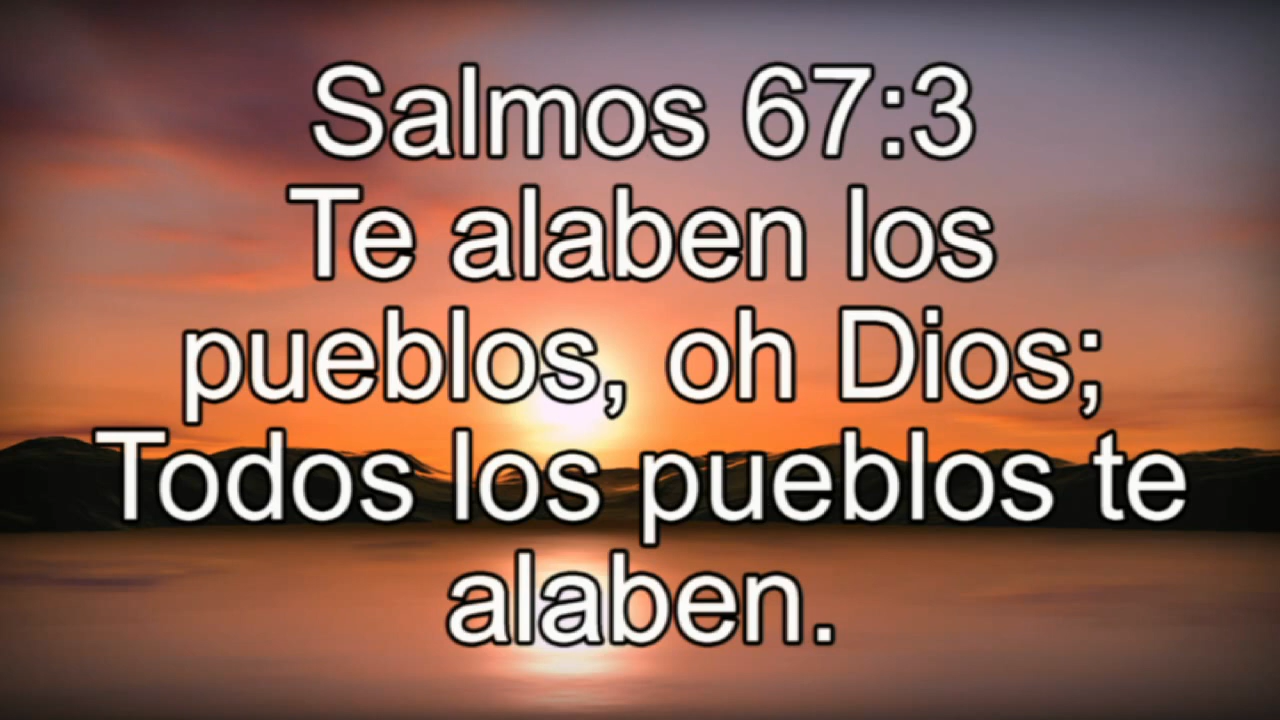 Salmos 67:3
Te alaben los
pueblos, oh Dios;
Todos los pueblos te
alaben.